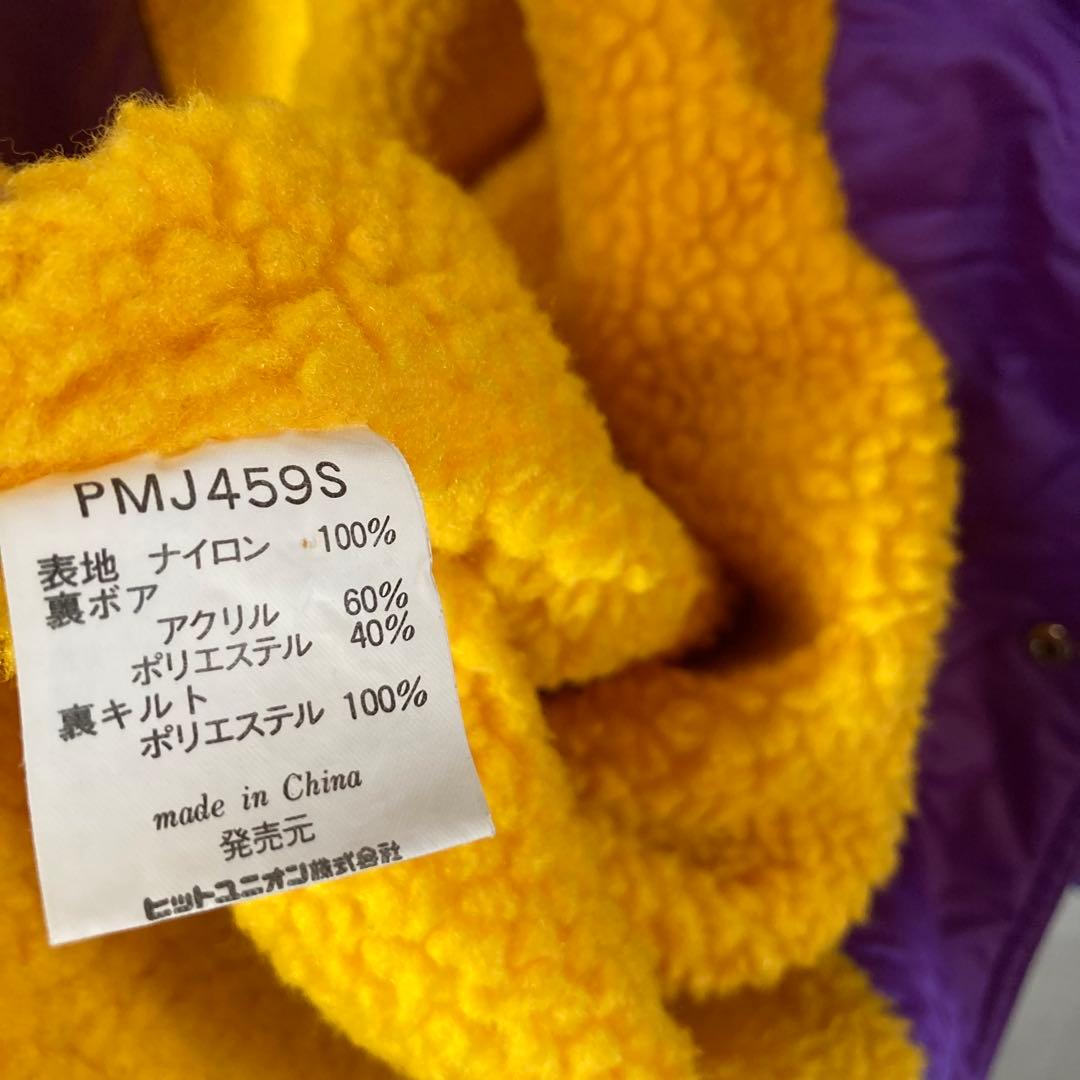 PMJ459S
表地 ナイロン 100%
裏ボア
アクリル 60%
ポリエステル 40%
裏キルト
ポリエステル 100%
made in China
発売元
ヒットユニオン株式会社